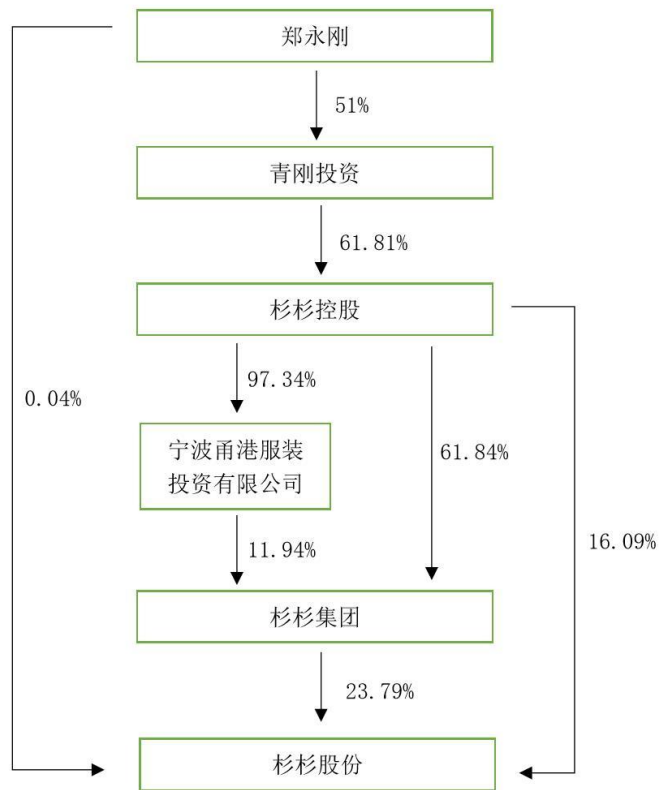 郑永刚
51%
青刚投资
61.81%
杉杉控股
97.34%
0.04%
宁波甬港服装
投资有限公司
61.84%
16.09%
11.94%
杉杉集团
23.79%
杉杉股份